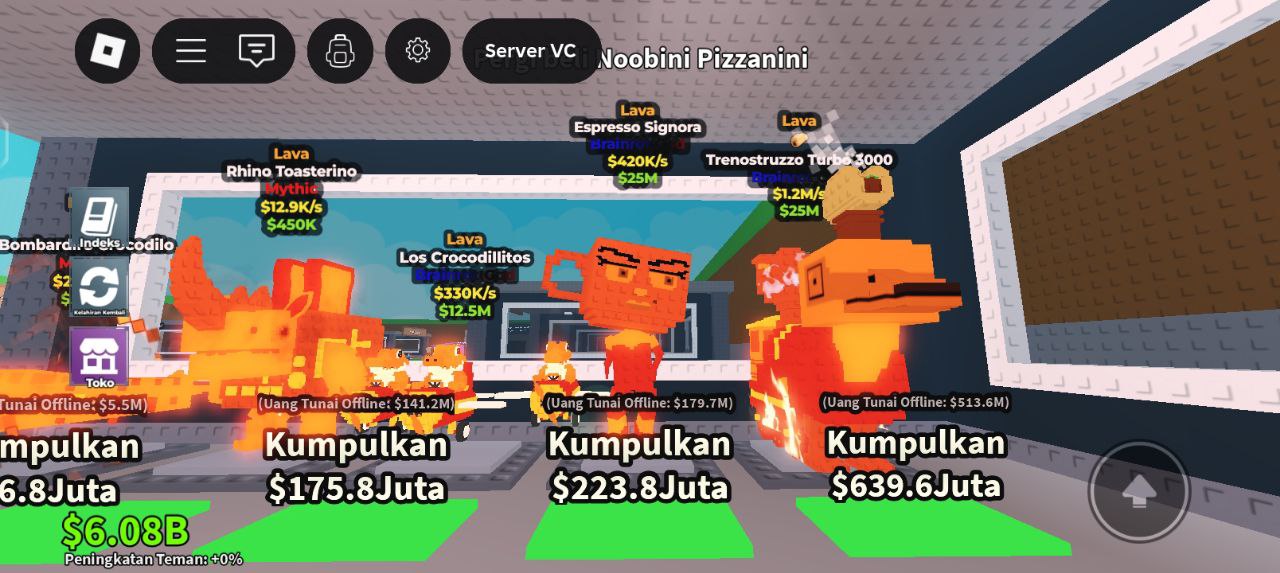 Server VC
Noobini Pizzanini
Lava
Rhino Toasterino
Mythic
$12.9K/s
$450K
Lava
Los Crocodillitos
$330K/s
$12.5M
Lava
Espresso Signora
$420K/s
$25M
Lava
Trenostruzzo Turbo 3000
$1.2M/s
$25M
Indeks
Kelahiran Kembali
Toko
Tunai Offline: $5.5M)
(Uang Tunai Offline: $141.2M)
(Uang Tunai Offline: $179.7M)
(Uang Tunai Offline: $513.6M)
mpulkan
6.8Juta
Kumpulkan
$175.8Juta
Kumpulkan
$223.8Juta
Kumpulkan
$639.6Juta
$6.08B
Peningkatan Teman: +0%